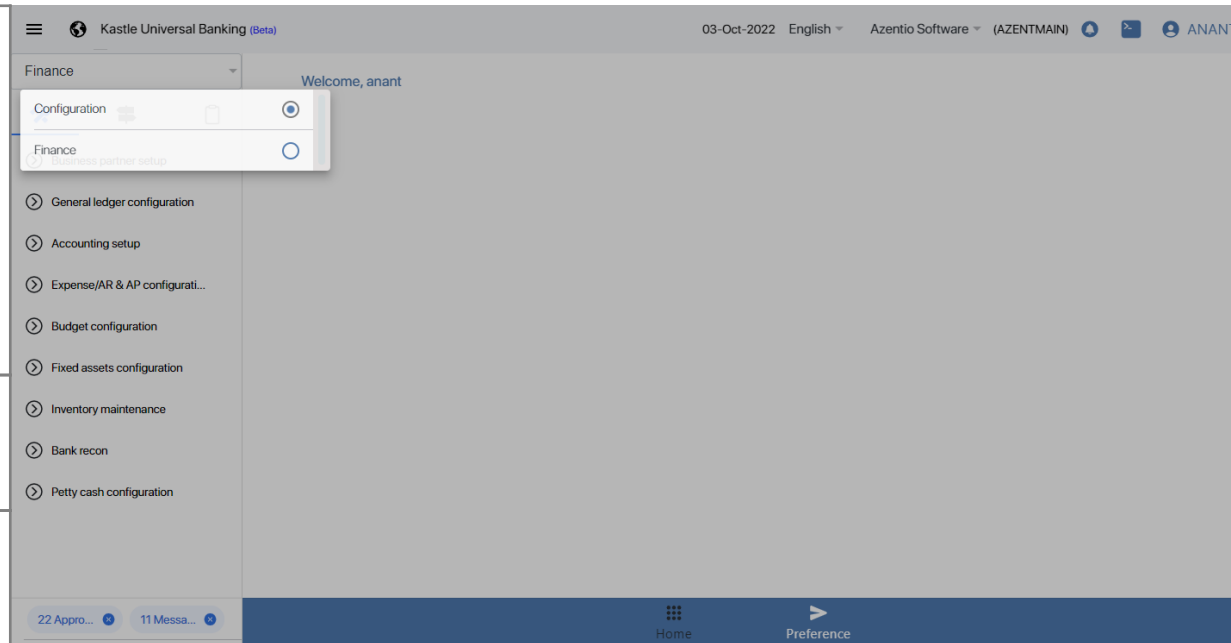 Kastle Universal Banking (Beta)
03-Oct-2022 English Azentio Software (AZENTMAIN) ANANT
Finance
Welcome, anant
Configuration
Finance
Business partner setup
General ledger configuration
Accounting setup
Expense/AR & AP configurati...
Budget configuration
Fixed assets configuration
Inventory maintenance
Bank recon
Petty cash configuration
22 Appro... 11 Messa...
Home Preference